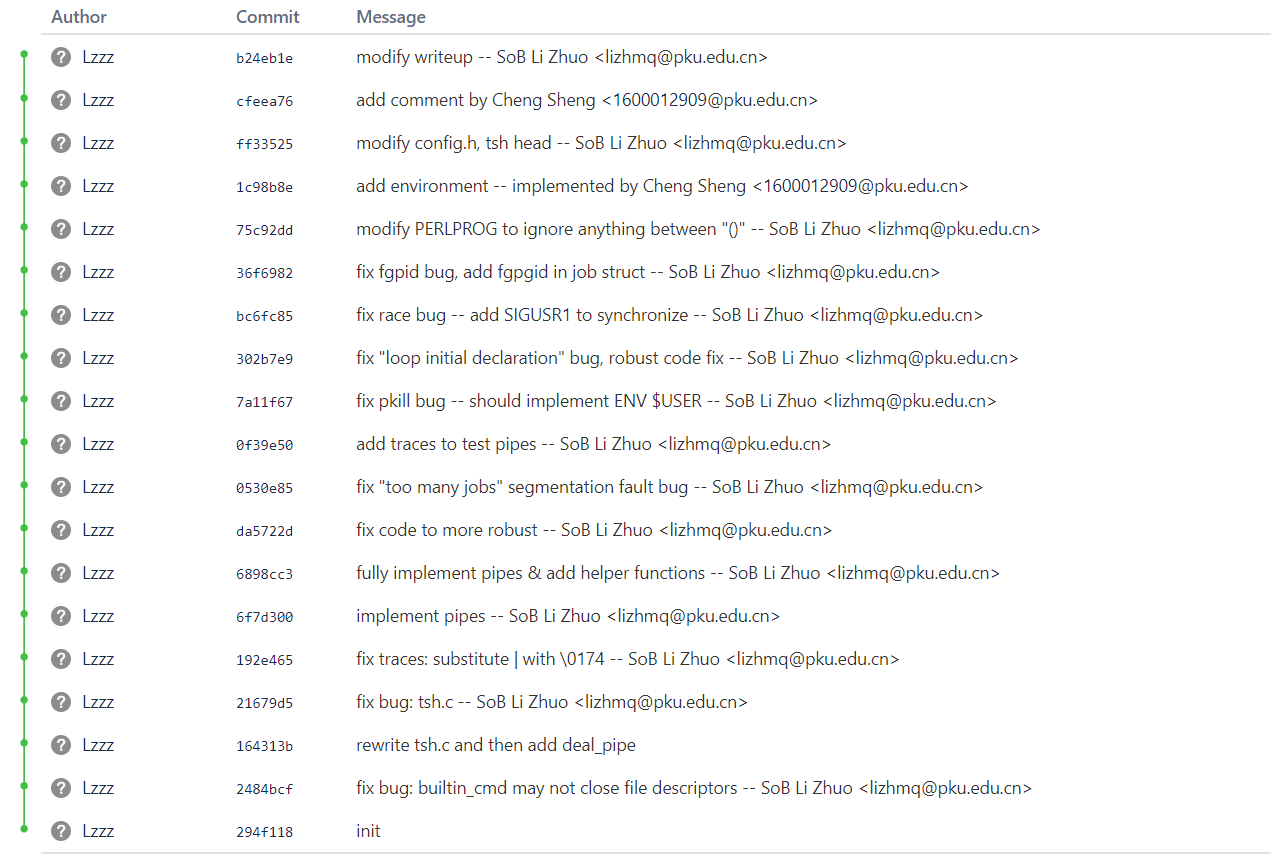 Author Commit Message
? Lzzz b24eb1e modify writeup -- SoB Li Zhuo <lizhmq@pku.edu.cn>
? Lzzz cfeea76 add comment by Cheng Sheng <1600012909@pku.edu.cn>
? Lzzz ff33525 modify config.h, tsh head -- SoB Li Zhuo <lizhmq@pku.edu.cn>
? Lzzz 1c98b8e add environment -- implemented by Cheng Sheng <1600012909@pku.edu.cn>
? Lzzz 75c92dd modify PERLPROG to ignore anything between "()" -- SoB Li Zhuo <lizhmq@pku.edu.cn>
? Lzzz 36f6982 fix fgpid bug, add fgpgid in job struct -- SoB Li Zhuo <lizhmq@pku.edu.cn>
? Lzzz bc6fc85 fix race bug -- add SIGUSR1 to synchronize -- SoB Li Zhuo <lizhmq@pku.edu.cn>
? Lzzz 302b7e9 fix "loop initial declaration" bug, robust code fix -- SoB Li Zhuo <lizhmq@pku.edu.cn>
? Lzzz 7a11f67 fix pkill bug -- should implement ENV $USER -- SoB Li Zhuo <lizhmq@pku.edu.cn>
? Lzzz 0f39e50 add traces to test pipes -- SoB Li Zhuo <lizhmq@pku.edu.cn>
? Lzzz 0530e85 fix "too many jobs" segmentation fault bug -- SoB Li Zhuo <lizhmq@pku.edu.cn>
? Lzzz da5722d fix code to more robust -- SoB Li Zhuo <lizhmq@pku.edu.cn>
? Lzzz 6898cc3 fully implement pipes & add helper functions -- SoB Li Zhuo <lizhmq@pku.edu.cn>
? Lzzz 6f7d300 implement pipes -- SoB Li Zhuo <lizhmq@pku.edu.cn>
? Lzzz 192e465 fix traces: substitute | with \0174 -- SoB Li Zhuo <lizhmq@pku.edu.cn>
? Lzzz 21679d5 fix bug: tsh.c -- SoB Li Zhuo <lizhmq@pku.edu.cn>
? Lzzz 164313b rewrite tsh.c and then add deal_pipe
? Lzzz 2484bcf fix bug: builtin_cmd may not close file descriptors -- SoB Li Zhuo <lizhmq@pku.edu.cn>
? Lzzz 294f118 init